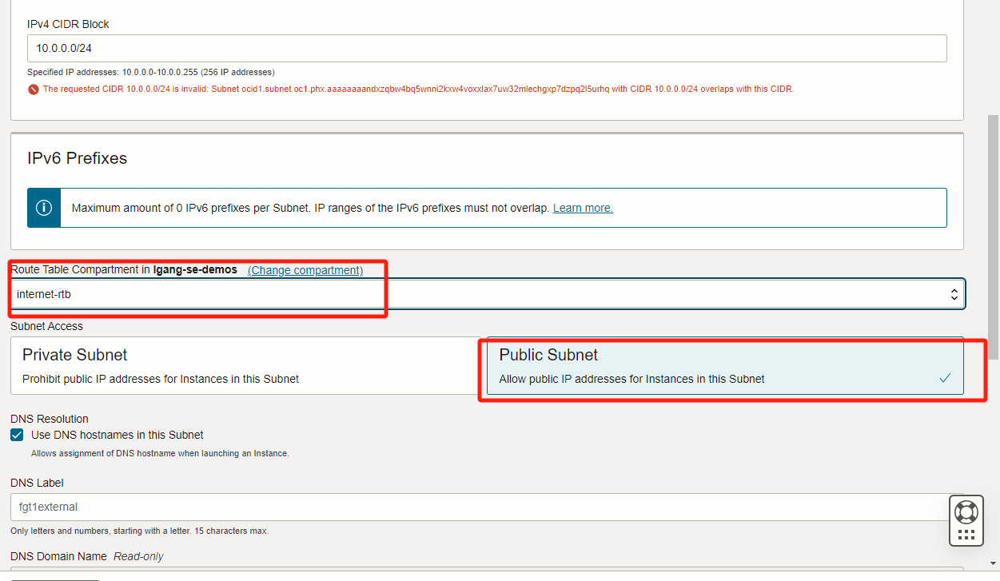 IPv4 CIDR Block
10.0.0.0/24
Specified IP addresses: 10.0.0.0-10.0.0.255 (256 IP addresses)
The requested CIDR 10.0.0.0/24 is invalid: Subnet ocid1.subnet.oc1.phx.aaaaaaaandxzqbw4bq5wnni2kxw4voxxlax7uw32mlechgxp7dzpq2l5urhq with CIDR 10.0.0.0/24 overlaps with this CIDR.
IPv6 Prefixes
Maximum amount of 0 IPv6 prefixes per Subnet. IP ranges of the IPv6 prefixes must not overlap. Learn more.
Route Table Compartment in lgang-se-demos (Change compartment)
internet-rtb
Subnet Access
Private Subnet
Prohibit public IP addresses for Instances in this Subnet
Public Subnet
Allow public IP addresses for Instances in this Subnet
DNS Resolution
Use DNS hostnames in this Subnet
Allows assignment of DNS hostname when launching an Instance.
DNS Label
fgt1external
Only letters and numbers, starting with a letter. 15 characters max.
DNS Domain Name Read-only